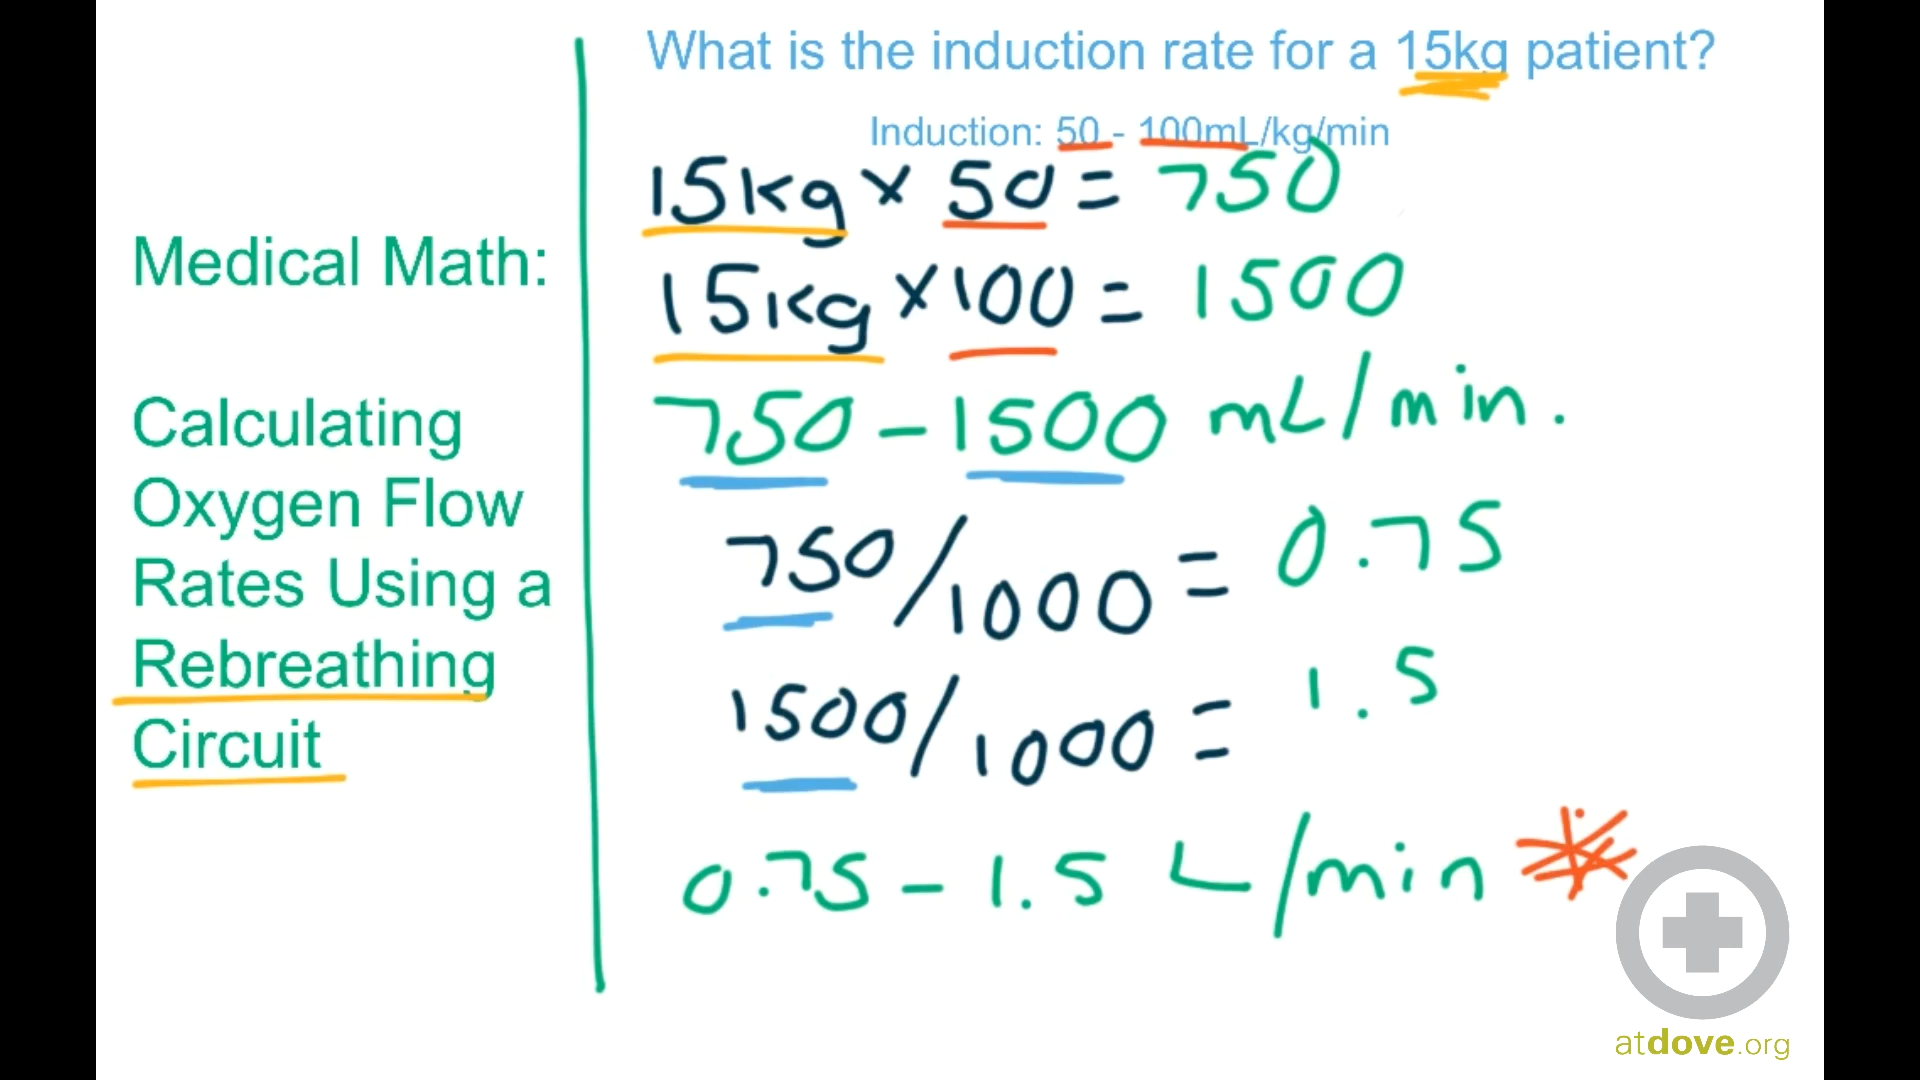 What is the induction rate for a 15kg patient?
Induction: 50 - 100mL/kg/min
15kg x 50 = 750
15kg x 100 = 1500
750 - 1500 mL/min.
750/1000 = 0.75
1500/1000 = 1.5
0.75 - 1.5 L/min *
Medical Math:
Calculating
Oxygen Flow
Rates Using a
Rebreathing
Circuit
atdove.org